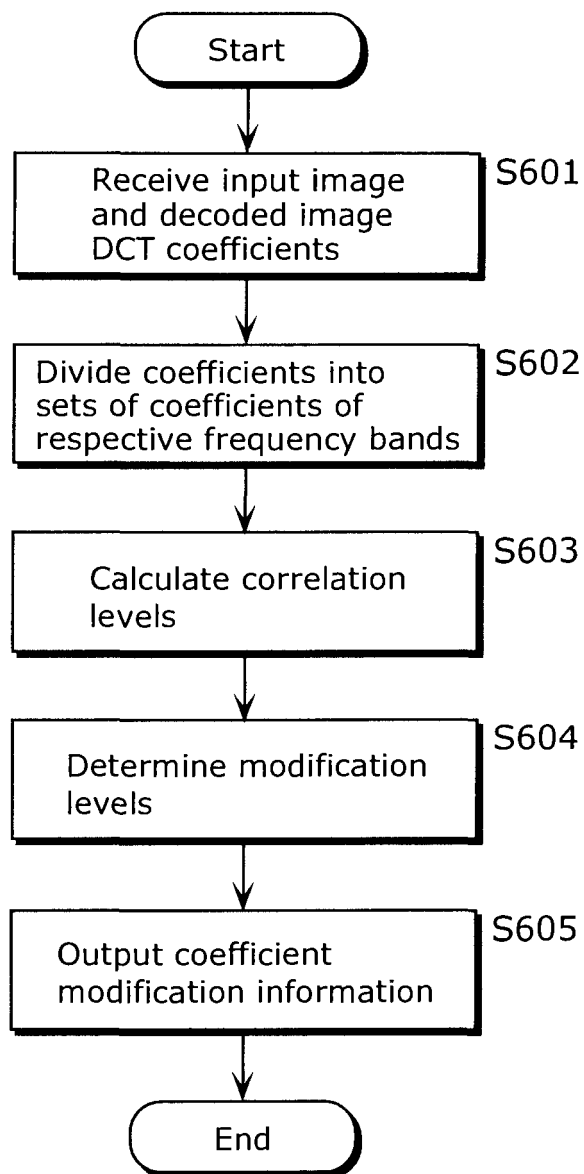 Start
S601
Receive input image
and decoded image
DCT coefficients
S602
Divide coefficients into
sets of coefficients of
respective frequency bands
S603
Calculate correlation
levels
S604
Determine modification
levels
S605
Output coefficient
modification information
End